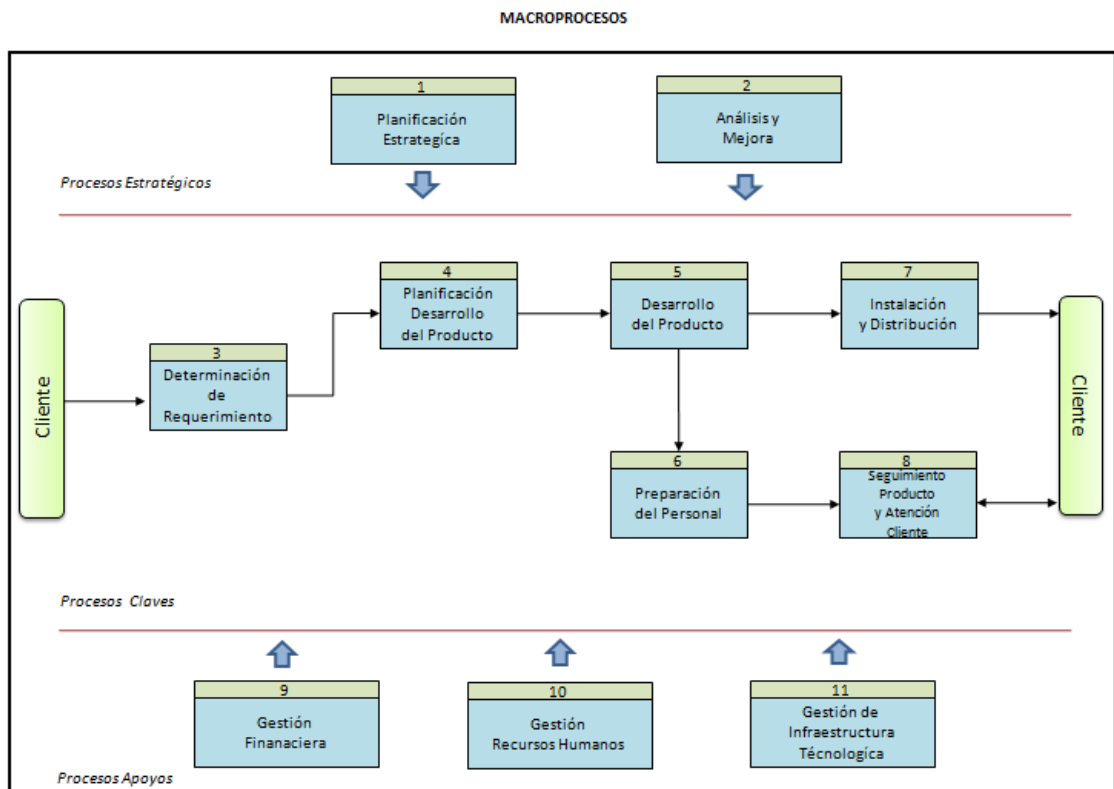 MACROPROCESOS
1
Planificación
Estrategíca
2
Análisis y
Mejora
Procesos Estratégicos
Cliente
3
Determinación
de
Requerimiento
4
Planificación
Desarrollo
del Producto
5
Desarrollo
del Producto
7
Instalación
y Distribución
6
Preparación
del Personal
8
Seguimiento
Producto
y Atención
Cliente
Cliente
Procesos Claves
9
Gestión
Finanaciera
10
Gestión
Recursos Humanos
11
Gestión de
Infraestructura
Técnologíca
Procesos Apoyos